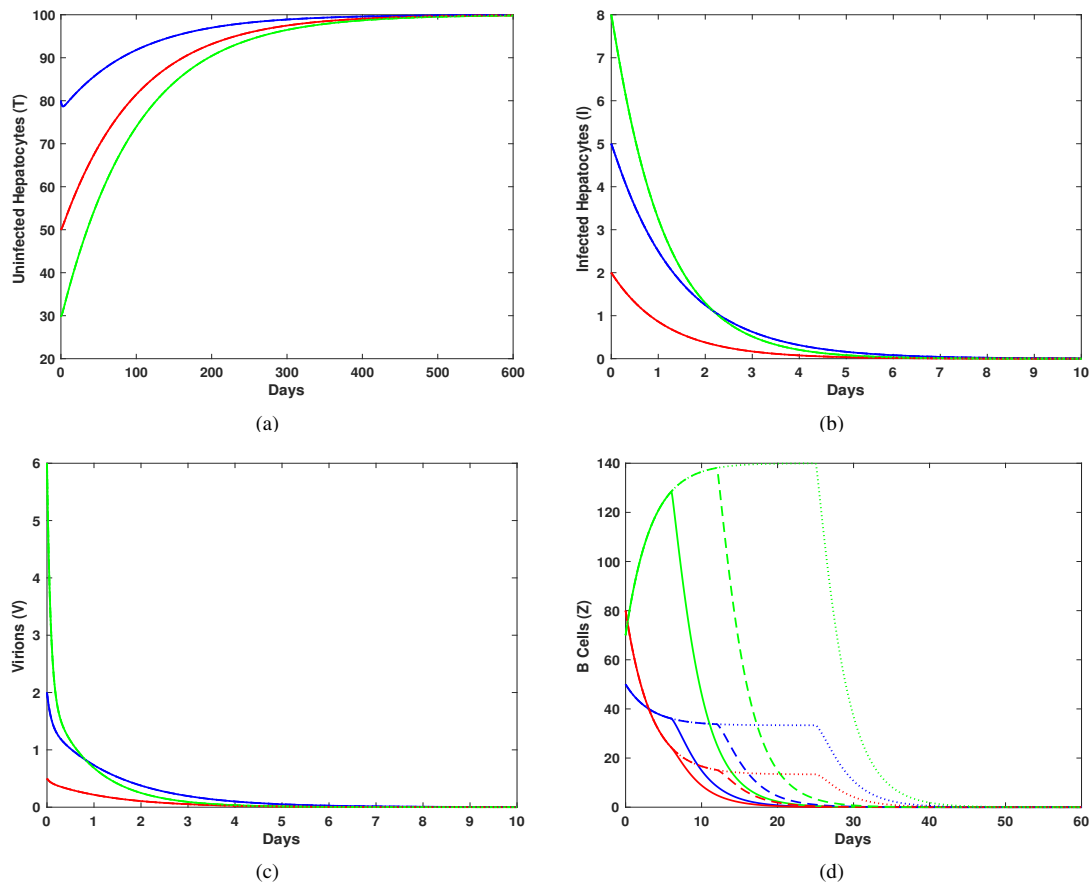 100
90
80
70
60
50
40
30
20
Uninfected Hepatocytes (T)
0 100 200 300 400 500 600
Days
(a)
8
7
6
5
4
3
2
1
0
Infected Hepatocytes (I)
0 1 2 3 4 5 6 7 8 9 10
Days
(b)
6
5
4
3
2
1
0
Virions (V)
0 1 2 3 4 5 6 7 8 9 10
Days
(c)
140
120
100
80
60
40
20
0
B Cells (Z)
0 10 20 30 40 50 60
Days
(d)